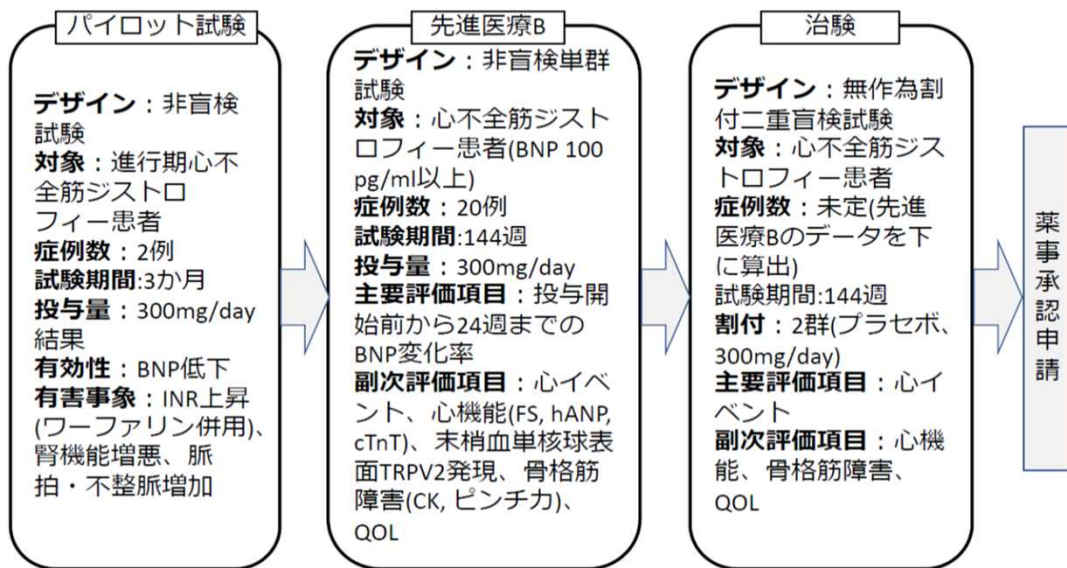 パイロット試験
デザイン：非盲検
試験
対象：進行期心不
全筋ジストロ
フィー患者
症例数：2例
試験期間:3か月
投与量：300mg/day
結果
有効性：BNP低下
有害事象：INR上昇
(ワーファリン併用)、
腎機能増悪、脈
拍・不整脈増加
先進医療B
デザイン：非盲検単群
試験
対象：心不全筋ジスト
ロフィー患者(BNP 100
pg/ml以上)
症例数：20例
試験期間:144週
投与量：300mg/day
主要評価項目：投与開
始前から24週までの
BNP変化率
副次評価項目：心イベ
ント、心機能(FS, hANP,
cTnT)、末梢血単核球表
面TRPV2発現、骨格筋
障害(CK, ピンチ力)、
QOL
治験
デザイン：無作為割
付二重盲検試験
対象：心不全筋ジス
トロフィー患者
症例数：未定(先進
医療Bのデータを下
に算出)
試験期間:144週
割付：2群(プラセボ、
300mg/day)
主要評価項目：心イ
ベント
副次評価項目：心機
能、骨格筋障害、
QOL
薬事承認申請